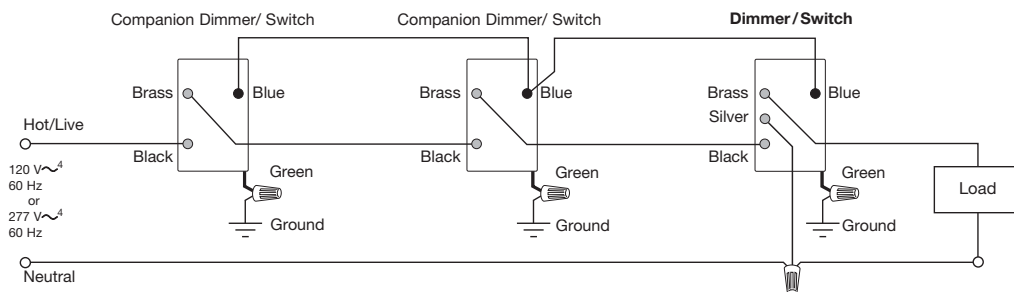 Companion Dimmer/ Switch
Companion Dimmer/ Switch
Dimmer/Switch
Brass
Blue
Brass
Blue
Brass
Blue
Silver
Hot/Live
Black
Black
Black
120 V~4
60 Hz
or
277 V~4
60 Hz
Green
Green
Green
Load
Ground
Ground
Ground
Neutral